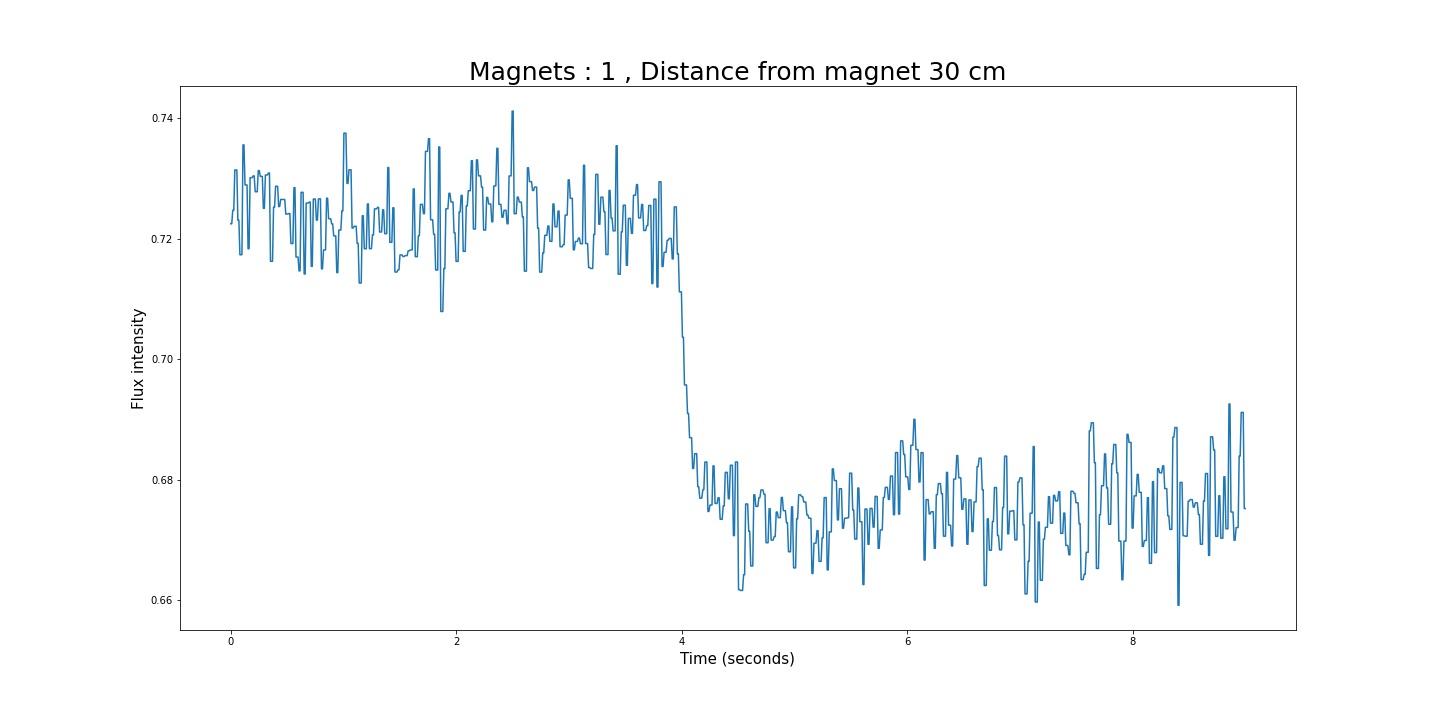 Magnets : 1 , Distance from magnet 30 cm
0.74
0.72
0.70
0.68
0.66
Flux intensity
0 2 4 6 8
Time (seconds)